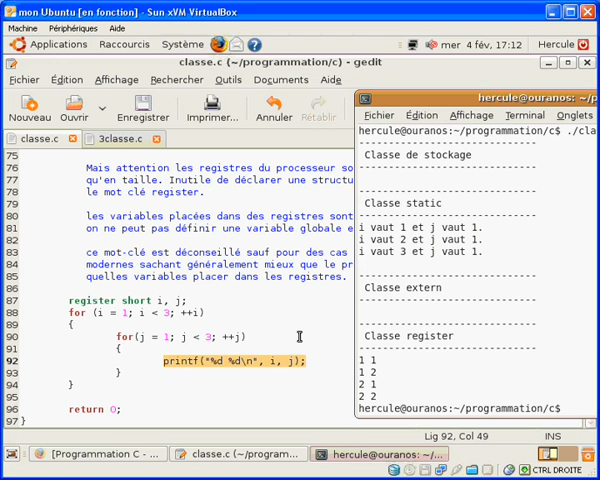 mon Ubuntu [en fonction] - Sun xVM VirtualBox
Machine Périphériques Aide
Applications Raccourcis Système mer 4 fév, 17:12 Hercule
classe.c (~/programmation/c) - gedit
Fichier Édition Affichage Rechercher Outils Documents Aide
Nouveau Ouvrir Enregistrer Imprimer... Annuler Rétablir
classe.c 3classe.c
75
76 Mais attention les registres du processeur so
77 qu'en taille. Inutile de déclarer une structu
78 le mot clé register.
79
80 les variables placées dans des registres sont
81 on ne peut pas définir une variable globale e
82
83 ce mot-clé est déconseillé sauf pour des cas
84 modernes sachant généralement mieux que le pr
85 quelles variables placer dans les registres.
86
87 register short i, j;
88 for (i = 1; i < 3; ++i)
89 {
90 for(j = 1; j < 3; ++j)
91 {
92 printf("%d %d\n", i, j);
93 }
94 }
95
96 return 0;
97 }
Lig 92, Col 49 INS
hercule@ouranos: ~/p
Fichier Édition Affichage Terminal Onglets
hercule@ouranos:~/programmation/c$ ./cla
------------------------------
Classe de stockage
------------------------------
------------------------------
Classe static
------------------------------
i vaut 1 et j vaut 1.
i vaut 2 et j vaut 1.
i vaut 3 et j vaut 1.
------------------------------
Classe extern
------------------------------
------------------------------
Classe register
------------------------------
1 1
1 2
2 1
2 2
hercule@ouranos:~/programmation/c$
[Programmation C - ... classe.c (~/program... hercule@ouranos: ~/...
CTRL DROITE